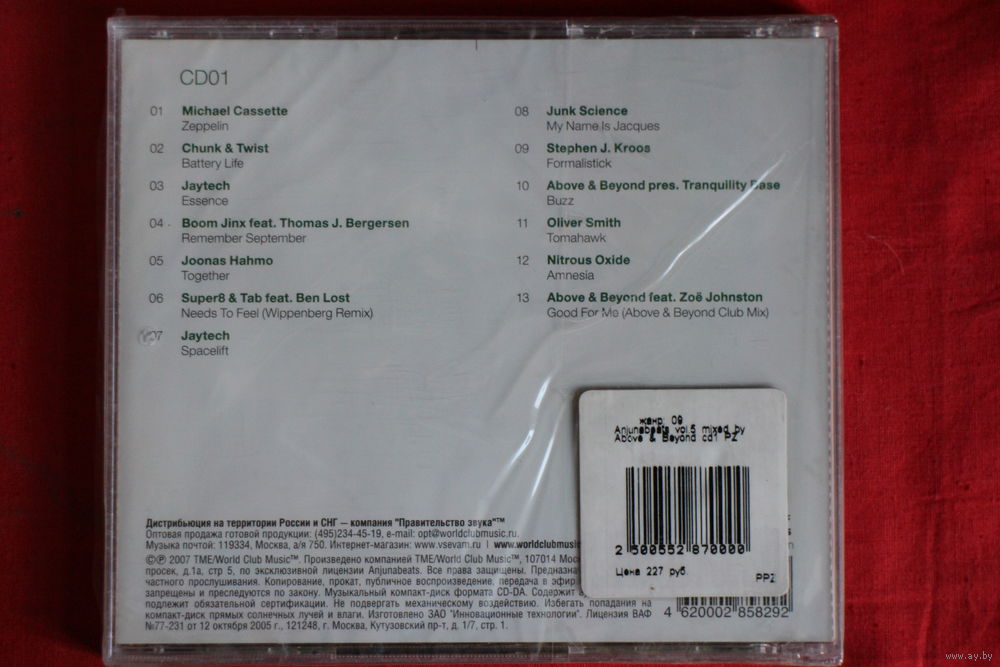 CD01
01 Michael Cassette
Zeppelin
02 Chunk & Twist
Battery Life
03 Jaytech
Essence
04 Boom Jinx feat. Thomas J. Bergersen
Remember September
05 Joonas Hahmo
Together
06 Super8 & Tab feat. Ben Lost
Needs To Feel (Wippenberg Remix)
07 Jaytech
Spacelift
08 Junk Science
My Name Is Jacques
09 Stephen J. Kroos
Formalistick
10 Above & Beyond pres. Tranquility Base
Buzz
11 Oliver Smith
Tomahawk
12 Nitrous Oxide
Amnesia
13 Above & Beyond feat. Zoë Johnston
Good For Me (Above & Beyond Club Mix)
жанр: 09
Anjunabeats vol.5 mixed by
Above & Beyond cd1 PZ
2 500552 870000
Цена 227 руб
PPZ
Дистрибьюция на территории России и СНГ — компания "Правительство звука"™
Оптовая продажа готовой продукции: (495)234-45-19, e-mail: opt@worldclubmusic.ru.
Музыка почтой: 119334, Москва, а/я 750. Интернет-магазин: www.vsevam.ru | www.worldclubmusic
©℗ 2007 TME/World Club Music™. Произведено компанией TME/World Club Music™, 107014 Москва
просек, д.1а, стр 5, по эксклюзивной лицензии Anjunabeats. Все права защищены.
частного прослушивания. Копирование, прокат, публичное воспроизведение, передача в эфир
запрещены и преследуются по закону. Музыкальный компакт-диск формата CD-DA. Содержит
подлежит обязательной сертификации. Не подвергать механическому воздействию. Избегать попадания на
компакт-диск прямых солнечных лучей и влаги. Изготовлено ЗАО "Инновационные технологии". Лицензия ВАФ
№77-231 от 12 октября 2005 г., 121248, г. Москва, Кутузовский пр-т, д. 1/7, стр. 1.
4 620002 858292
www.ay.by